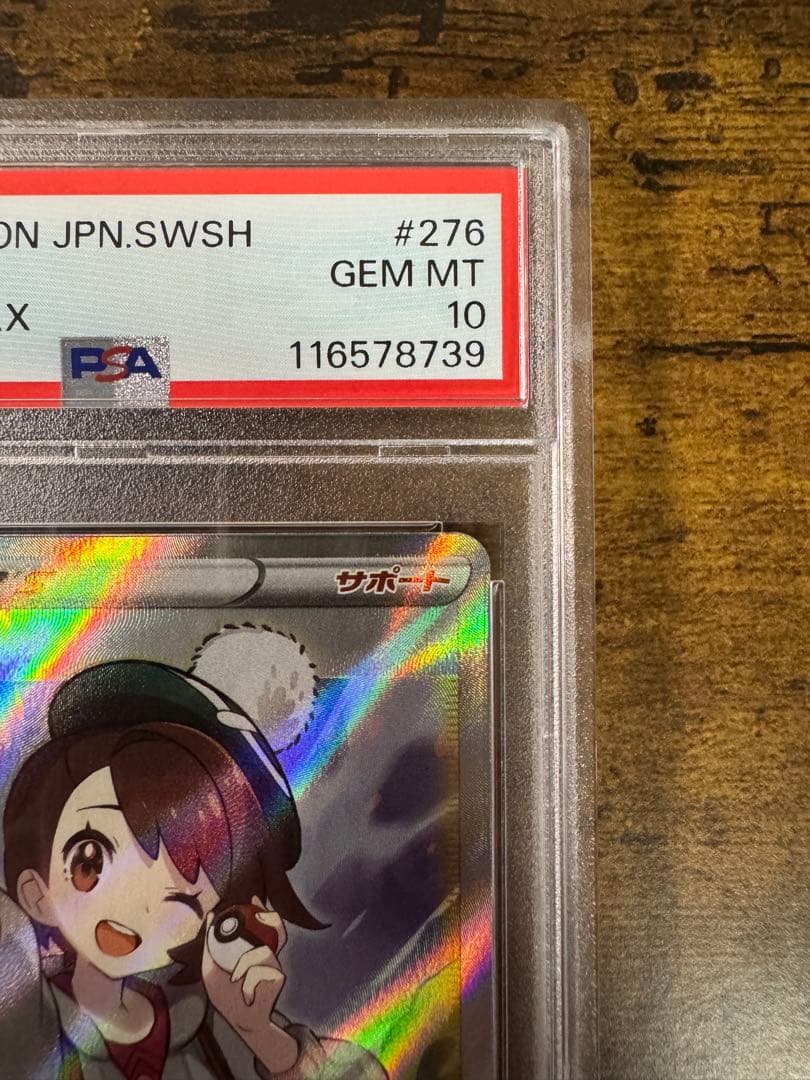 ON JPN.SWSH #276
GEM MT
X 10
PSA 116578739
サポート